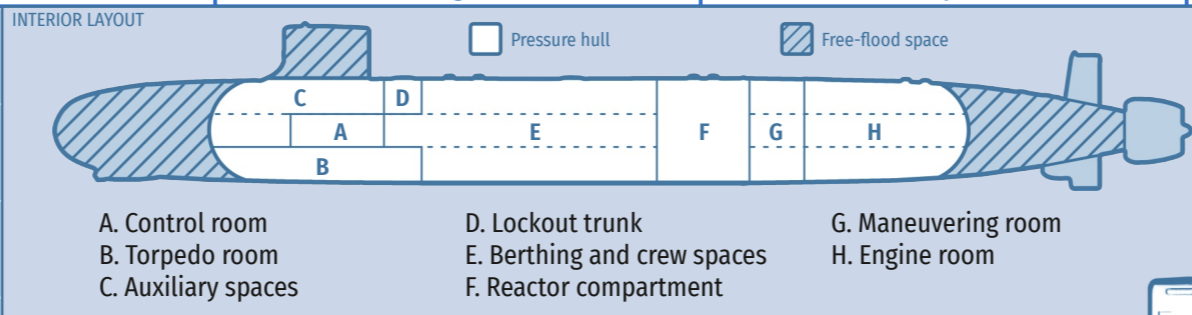 INTERIOR LAYOUT
Pressure hull
Free-flood space
C
D
A
E
F
G
H
B
A. Control room
B. Torpedo room
C. Auxiliary spaces
D. Lockout trunk
E. Berthing and crew spaces
F. Reactor compartment
G. Maneuvering room
H. Engine room